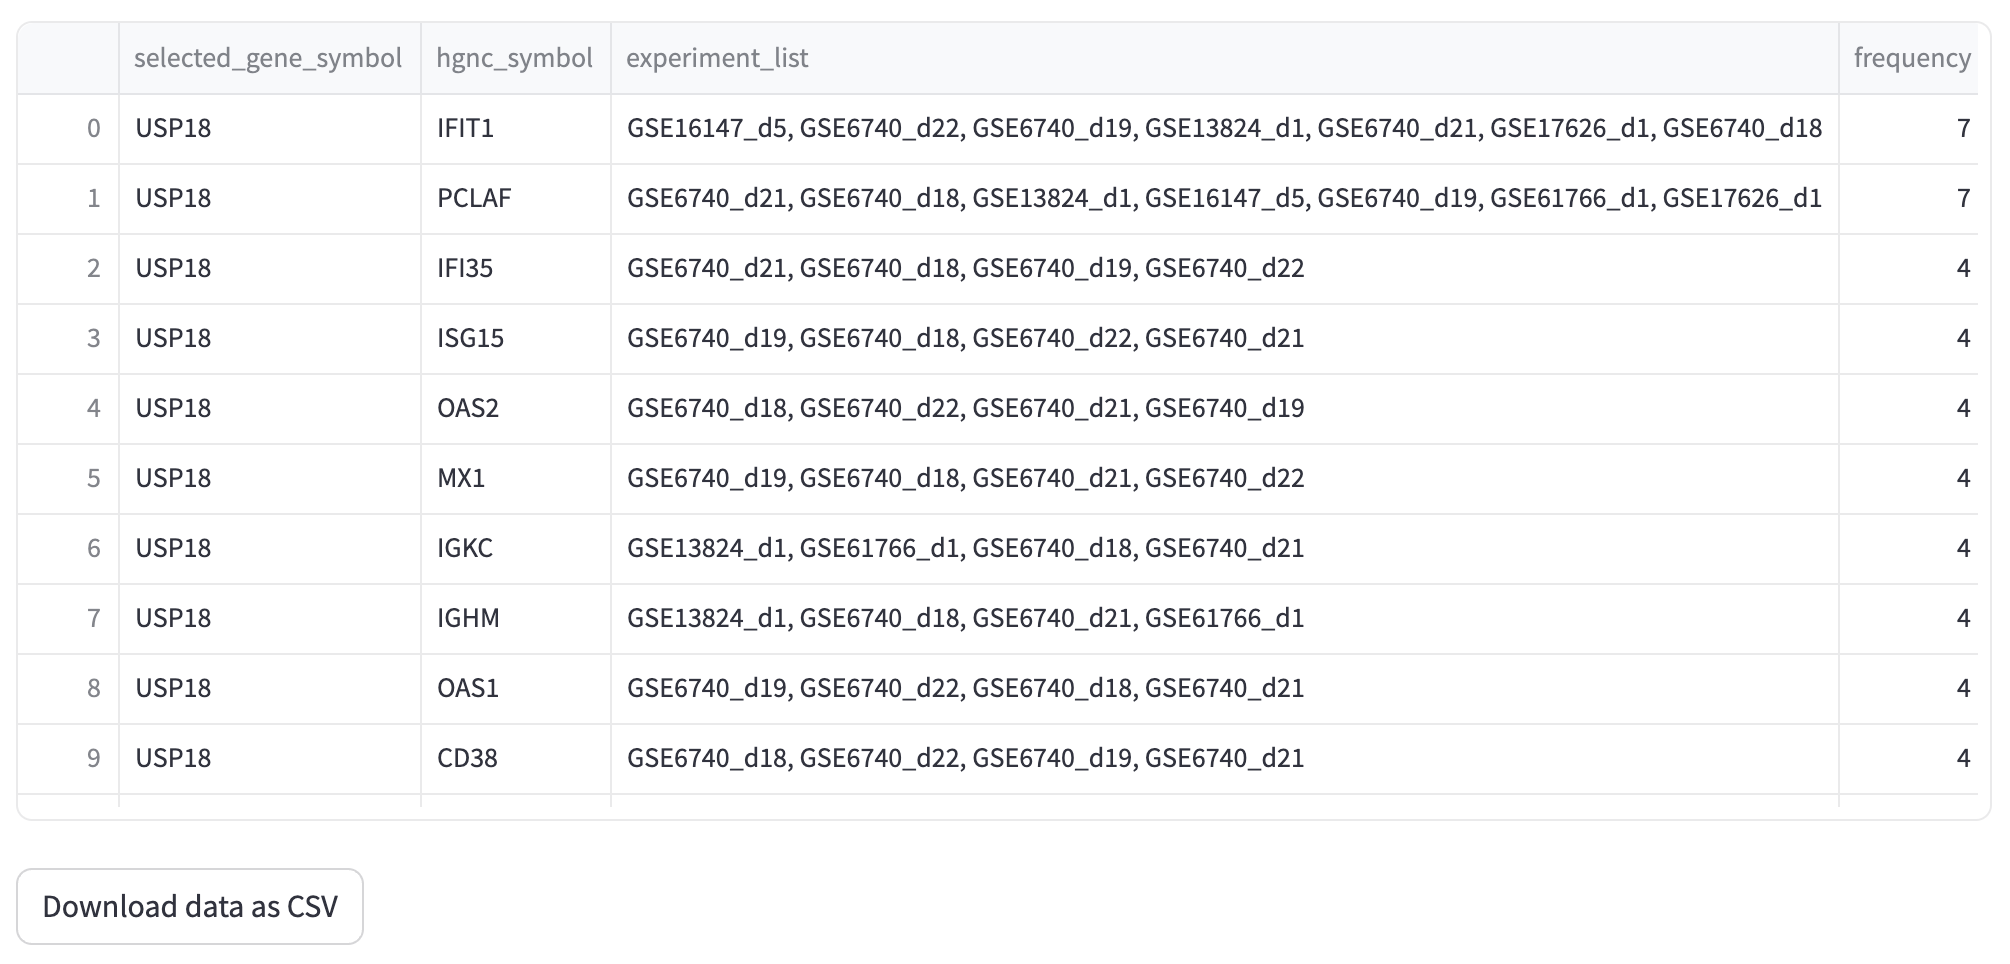 selected_gene_symbol hgnc_symbol experiment_list frequency
0 USP18 IFIT1 GSE16147_d5, GSE6740_d22, GSE6740_d19, GSE13824_d1, GSE6740_d21, GSE17626_d1, GSE6740_d18 7
1 USP18 PCLAF GSE6740_d21, GSE6740_d18, GSE13824_d1, GSE16147_d5, GSE6740_d19, GSE61766_d1, GSE17626_d1 7
2 USP18 IFI35 GSE6740_d21, GSE6740_d18, GSE6740_d19, GSE6740_d22 4
3 USP18 ISG15 GSE6740_d19, GSE6740_d18, GSE6740_d22, GSE6740_d21 4
4 USP18 OAS2 GSE6740_d18, GSE6740_d22, GSE6740_d21, GSE6740_d19 4
5 USP18 MX1 GSE6740_d19, GSE6740_d18, GSE6740_d21, GSE6740_d22 4
6 USP18 IGKC GSE13824_d1, GSE61766_d1, GSE6740_d18, GSE6740_d21 4
7 USP18 IGHM GSE13824_d1, GSE6740_d18, GSE6740_d21, GSE61766_d1 4
8 USP18 OAS1 GSE6740_d19, GSE6740_d22, GSE6740_d18, GSE6740_d21 4
9 USP18 CD38 GSE6740_d18, GSE6740_d22, GSE6740_d19, GSE6740_d21 4
Download data as CSV